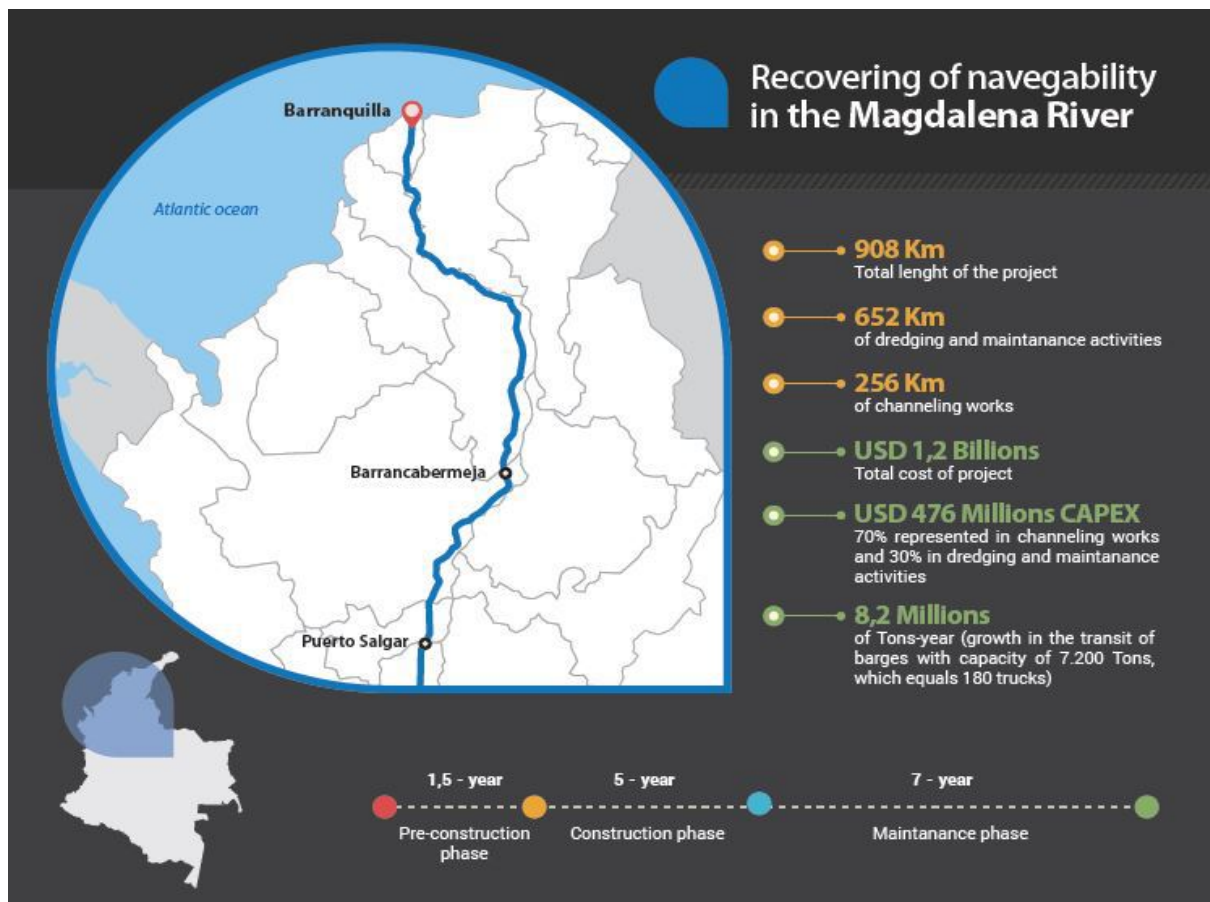 Recovering of navegability
in the Magdalena River
Barranquilla
Atlantic ocean
Barrancabermeja
Puerto Salgar
908 Km
Total lenght of the project
652 Km
of dredging and maintanance activities
256 Km
of channeling works
USD 1,2 Billions
Total cost of project
USD 476 Millions CAPEX
70% represented in channeling works
and 30% in dredging and maintanance
activities
8,2 Millions
of Tons-year (growth in the transit of
barges with capacity of 7.200 Tons,
which equals 180 trucks)
1,5 - year
5 - year
7 - year
Pre-construction
phase
Construction phase
Maintanance phase